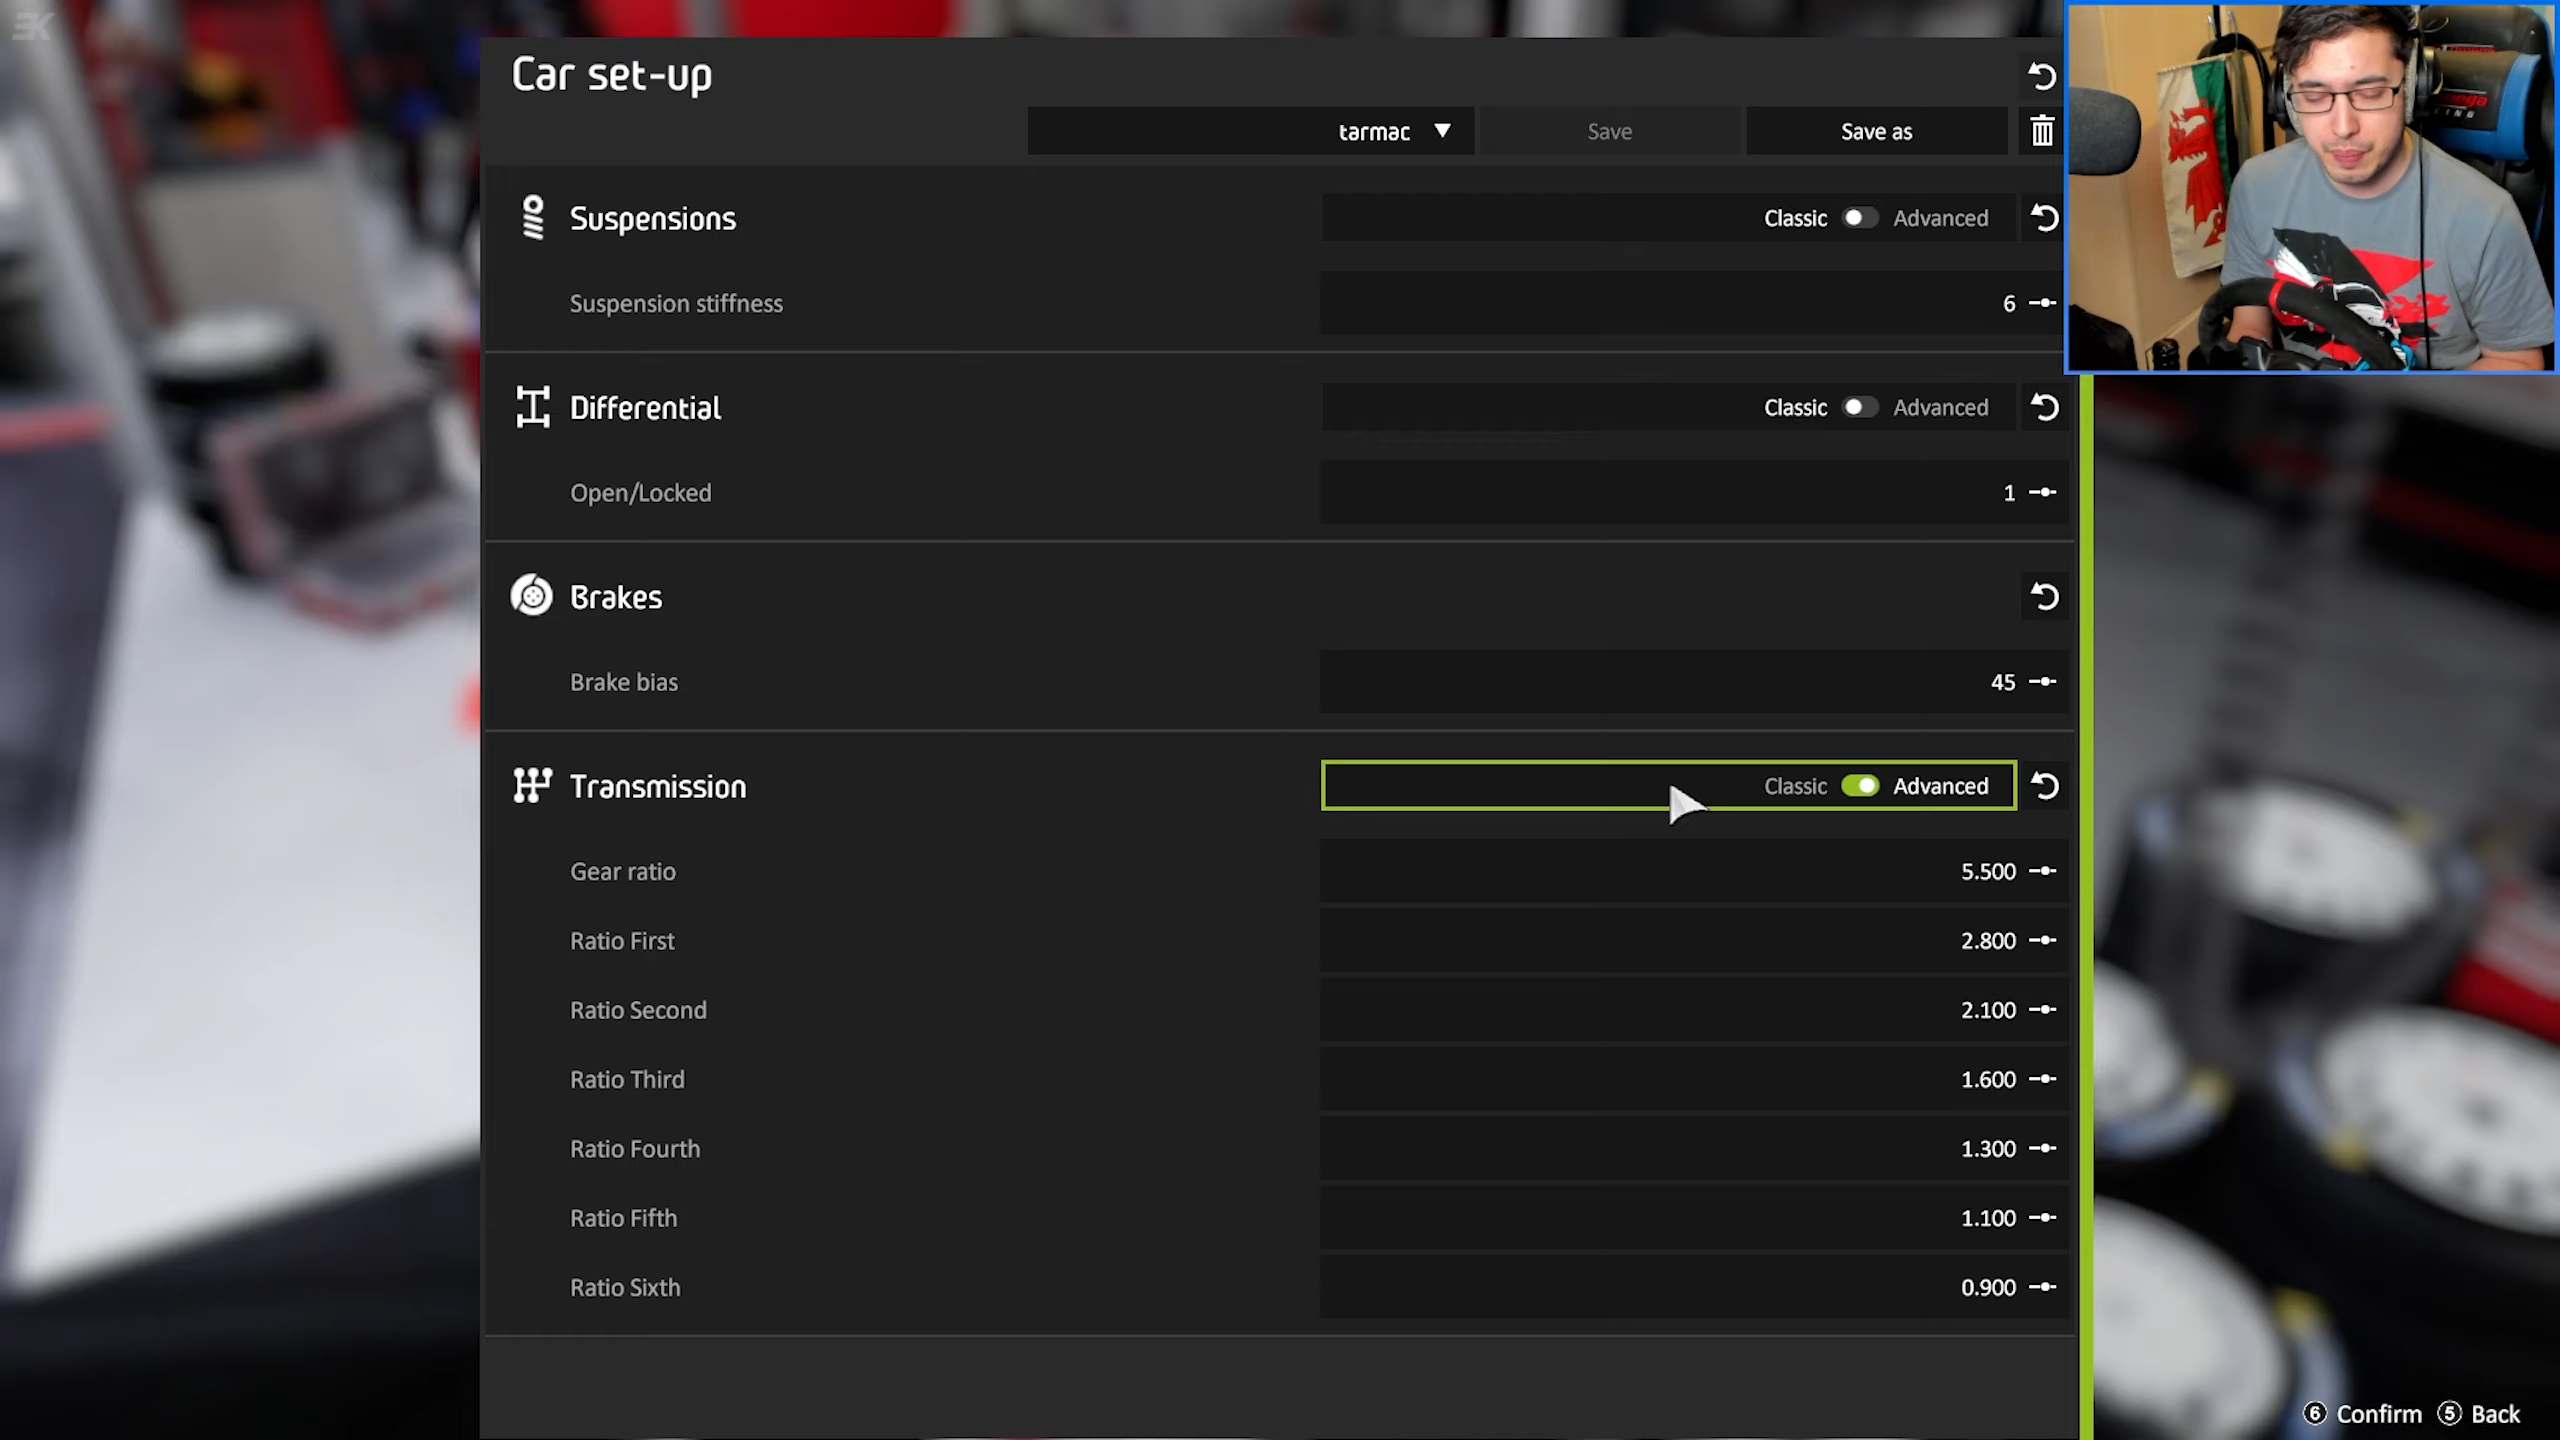 3K
Car set-up
tarmac ▼ Save Save as
Suspensions Classic Advanced
Suspension stiffness 6
Differential Classic Advanced
Open/Locked 1
Brakes
Brake bias 45
Transmission Classic Advanced
Gear ratio 5.500
Ratio First 2.800
Ratio Second 2.100
Ratio Third 1.600
Ratio Fourth 1.300
Ratio Fifth 1.100
Ratio Sixth 0.900
6 Confirm 5 Back